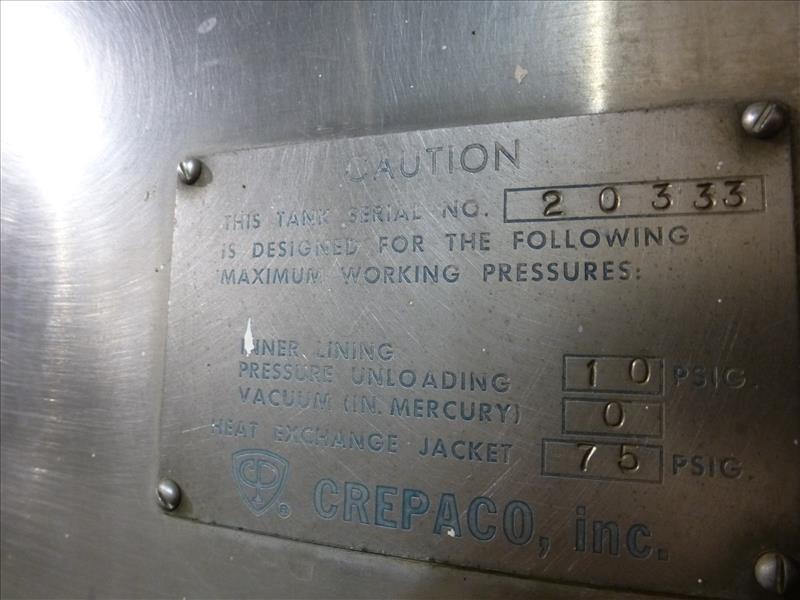 CAUTION
THIS TANK SERIAL NO. 20333
IS DESIGNED FOR THE FOLLOWING
MAXIMUM WORKING PRESSURES:
INNER LINING
PRESSURE UNLOADING 10 PSIG.
VACUUM (IN. MERCURY) 0
HEAT EXCHANGE JACKET 75 PSIG.
CP ® CREPACO, inc.